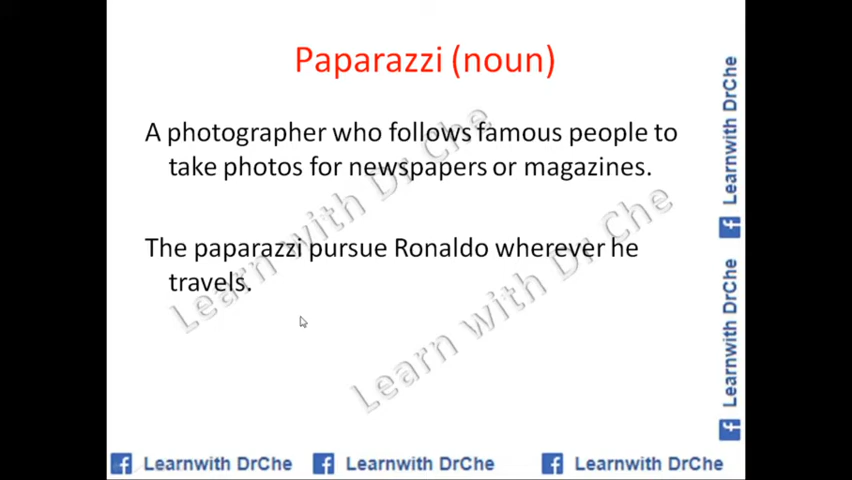 Paparazzi (noun)
A photographer who follows famous people to
take photos for newspapers or magazines.
The paparazzi pursue Ronaldo wherever he
travels.
Learn with Dr Che
Learn with Dr Che
Learnwith DrChe
Learnwith DrChe
Learnwith DrChe
Learnwith DrChe
Learnwith DrChe